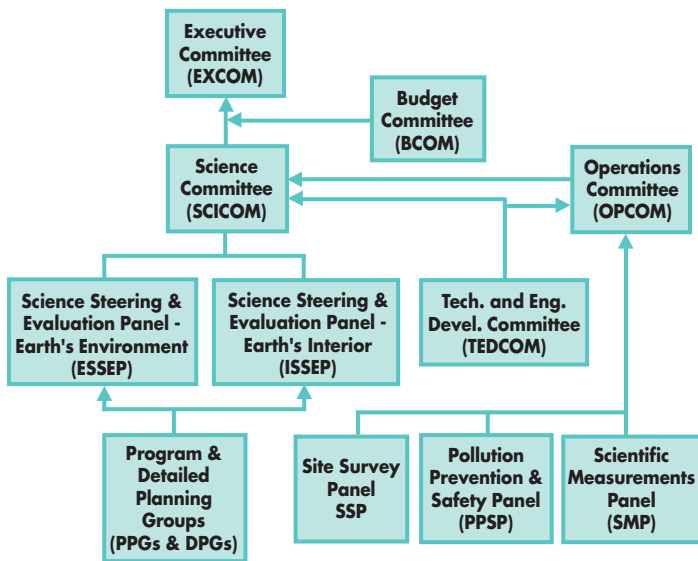 Executive
Committee
(EXCOM)
Budget
Committee
(BCOM)
Science
Committee
(SCICOM)
Operations
Committee
(OPCOM)
Science Steering &
Evaluation Panel -
Earth's Environment
(ESSEP)
Science Steering &
Evaluation Panel -
Earth's Interior
(ISSEP)
Tech. and Eng.
Devel. Committee
(TEDCOM)
Program &
Detailed
Planning
Groups
(PPGs & DPGs)
Site Survey
Panel
SSP
Pollution
Prevention &
Safety Panel
(PPSP)
Scientific
Measurements
Panel
(SMP)